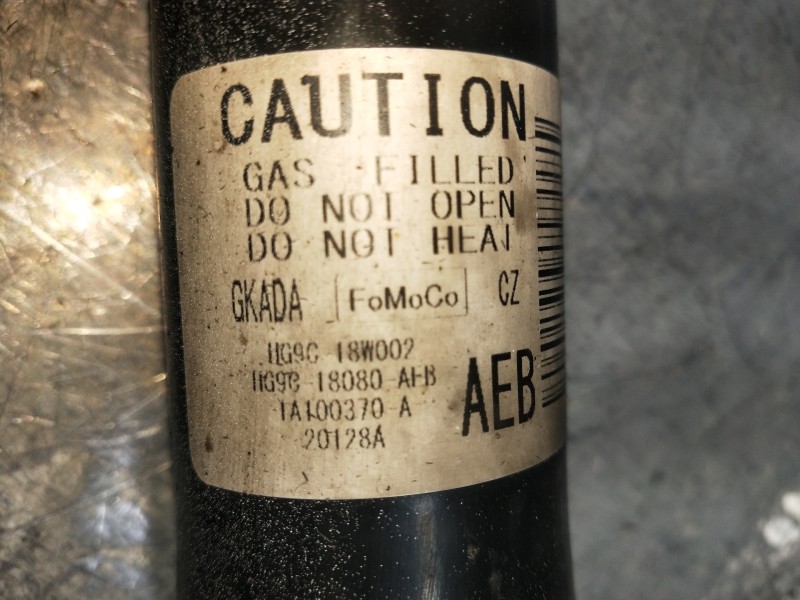 CAUTION
GAS FILLED
DO NOT OPEN
DO NOT HEAT
GKADA FoMoCo CZ
HG9C 18W002
HG9C 18080 AEB
1A100370 A
20128A
AEB